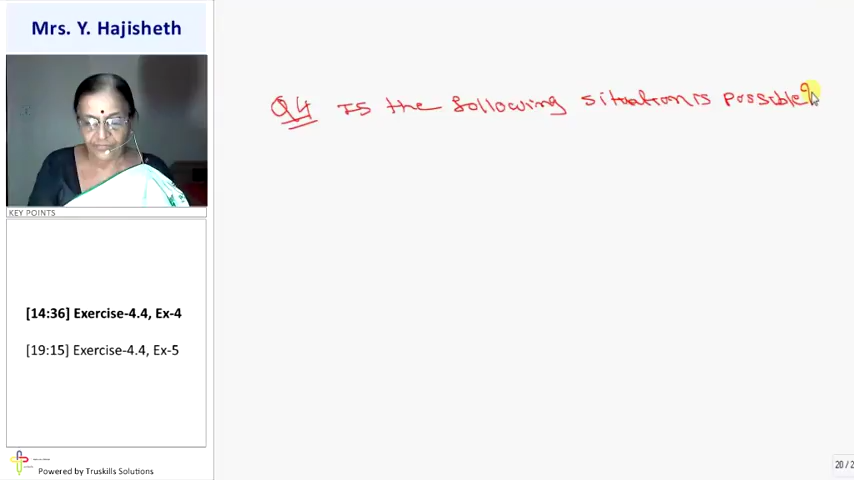 Mrs. Y. Hajisheth
Q4 Is the following situation is possible?
KEY POINTS
[14:36] Exercise-4.4, Ex-4
[19:15] Exercise-4.4, Ex-5
Powered by Truskills Solutions
20 / 2